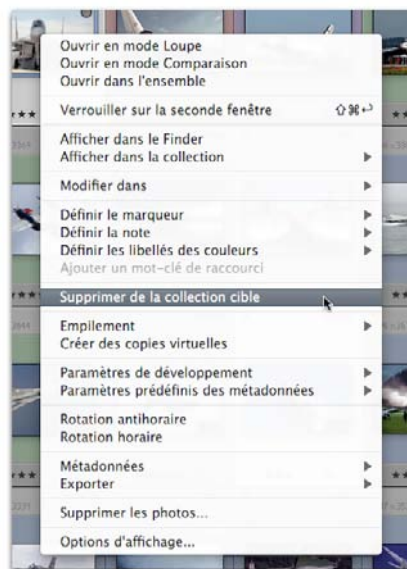 Ouvrir en mode Loupe
Ouvrir en mode Comparaison
Ouvrir dans l'ensemble
Verrouiller sur la seconde fenêtre ⇧⌘↩
Afficher dans le Finder
Afficher dans la collection
Modifier dans
Définir le marqueur
Définir la note
Définir les libellés des couleurs
Ajouter un mot-clé de raccourci
Supprimer de la collection cible
Empilement
Créer des copies virtuelles
Paramètres de développement
Paramètres prédéfinis des métadonnées
Rotation antihoraire
Rotation horaire
Métadonnées
Exporter
Supprimer les photos...
Options d'affichage...